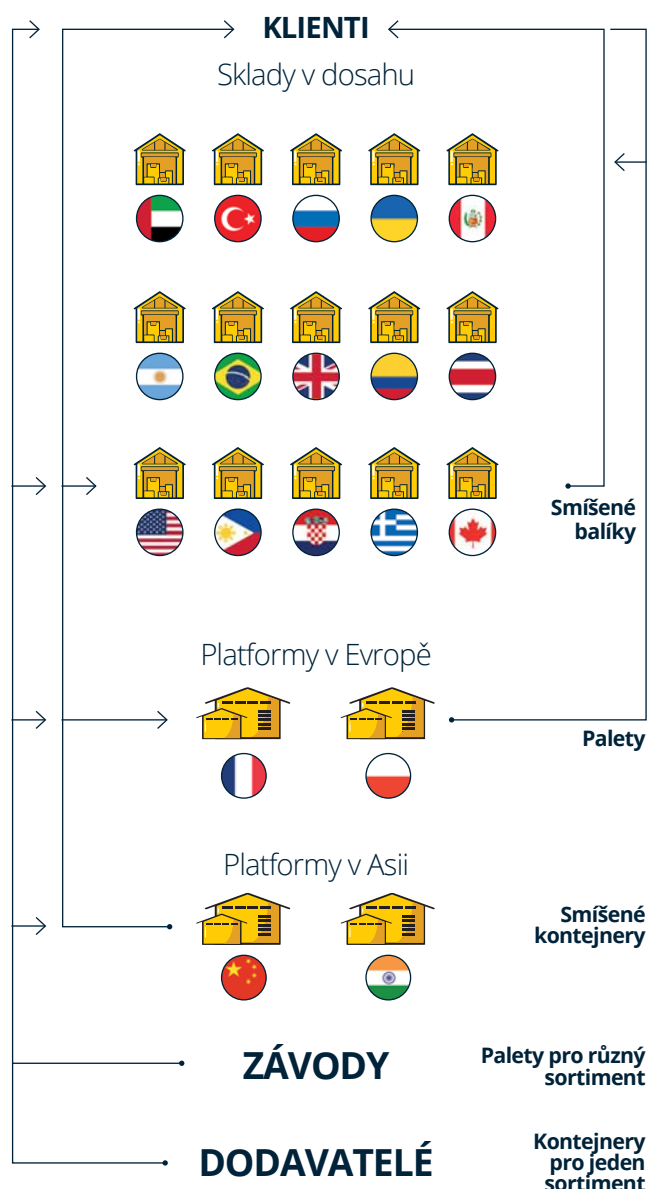 KLIENTI
Sklady v dosahu
Smíšené
balíky
Platformy v Evropě
Palety
Platformy v Asii
Smíšené
kontejnery
ZÁVODY
Palety pro různý
sortiment
DODAVATELÉ
Kontejnery
pro jeden
sortiment